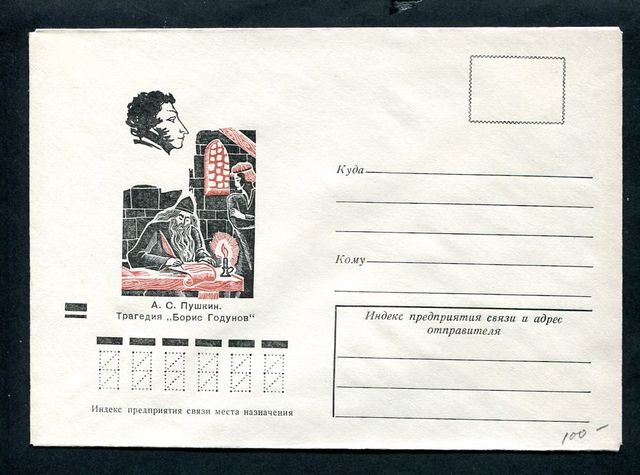 А. С. Пушкин.
Трагедия „Борис Годунов"
Индекс предприятия связи места назначения
Куда
Кому
Индекс предприятия связи и адрес
отправителя
100 -